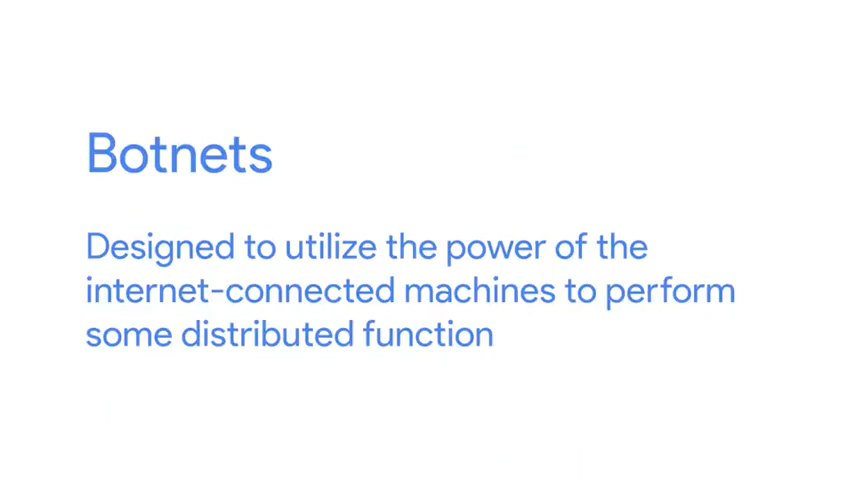 Botnets
Designed to utilize the power of the
internet-connected machines to perform
some distributed function